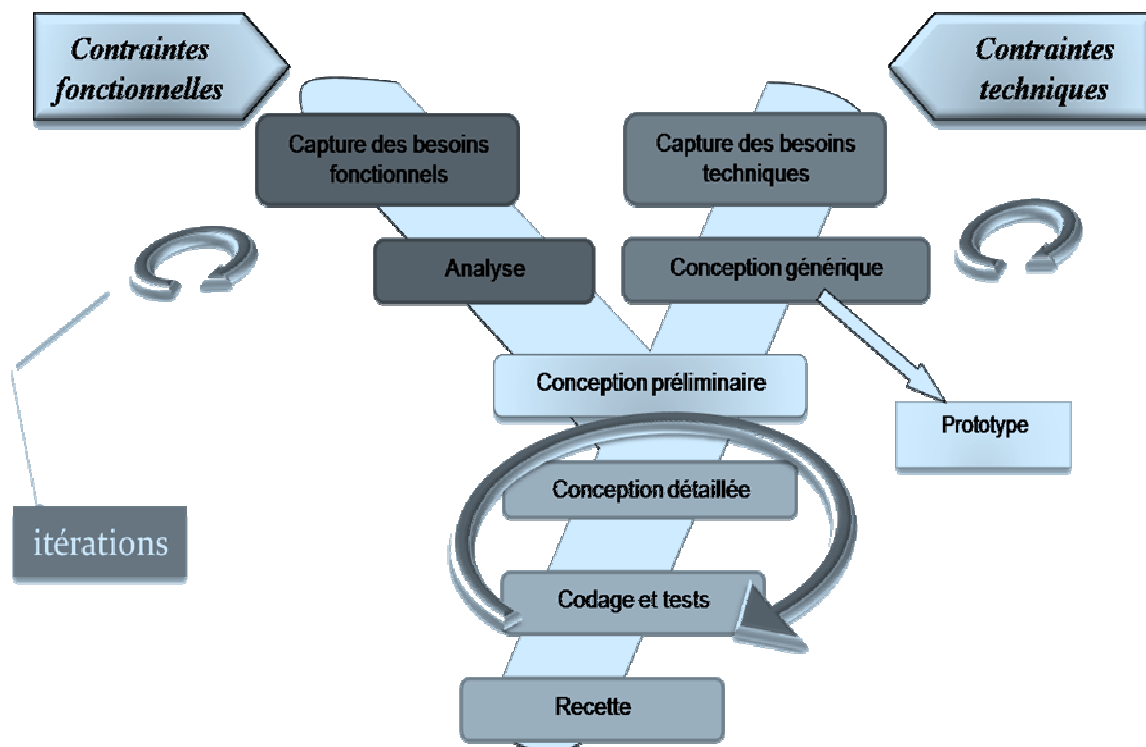 Contraintes
fonctionnelles
Contraintes
techniques
Capture des besoins
fonctionnels
Capture des besoins
techniques
Analyse
Conception générique
Conception préliminaire
Prototype
Conception détaillée
itérations
Codage et tests
Recette